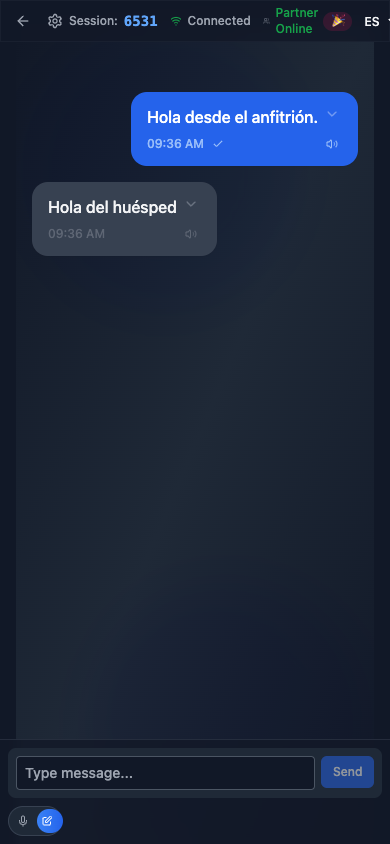 Session: 6531 Connected Partner Online ES
Hola desde el anfitrión.
09:36 AM
Hola del huésped
09:36 AM
Type message...
Send